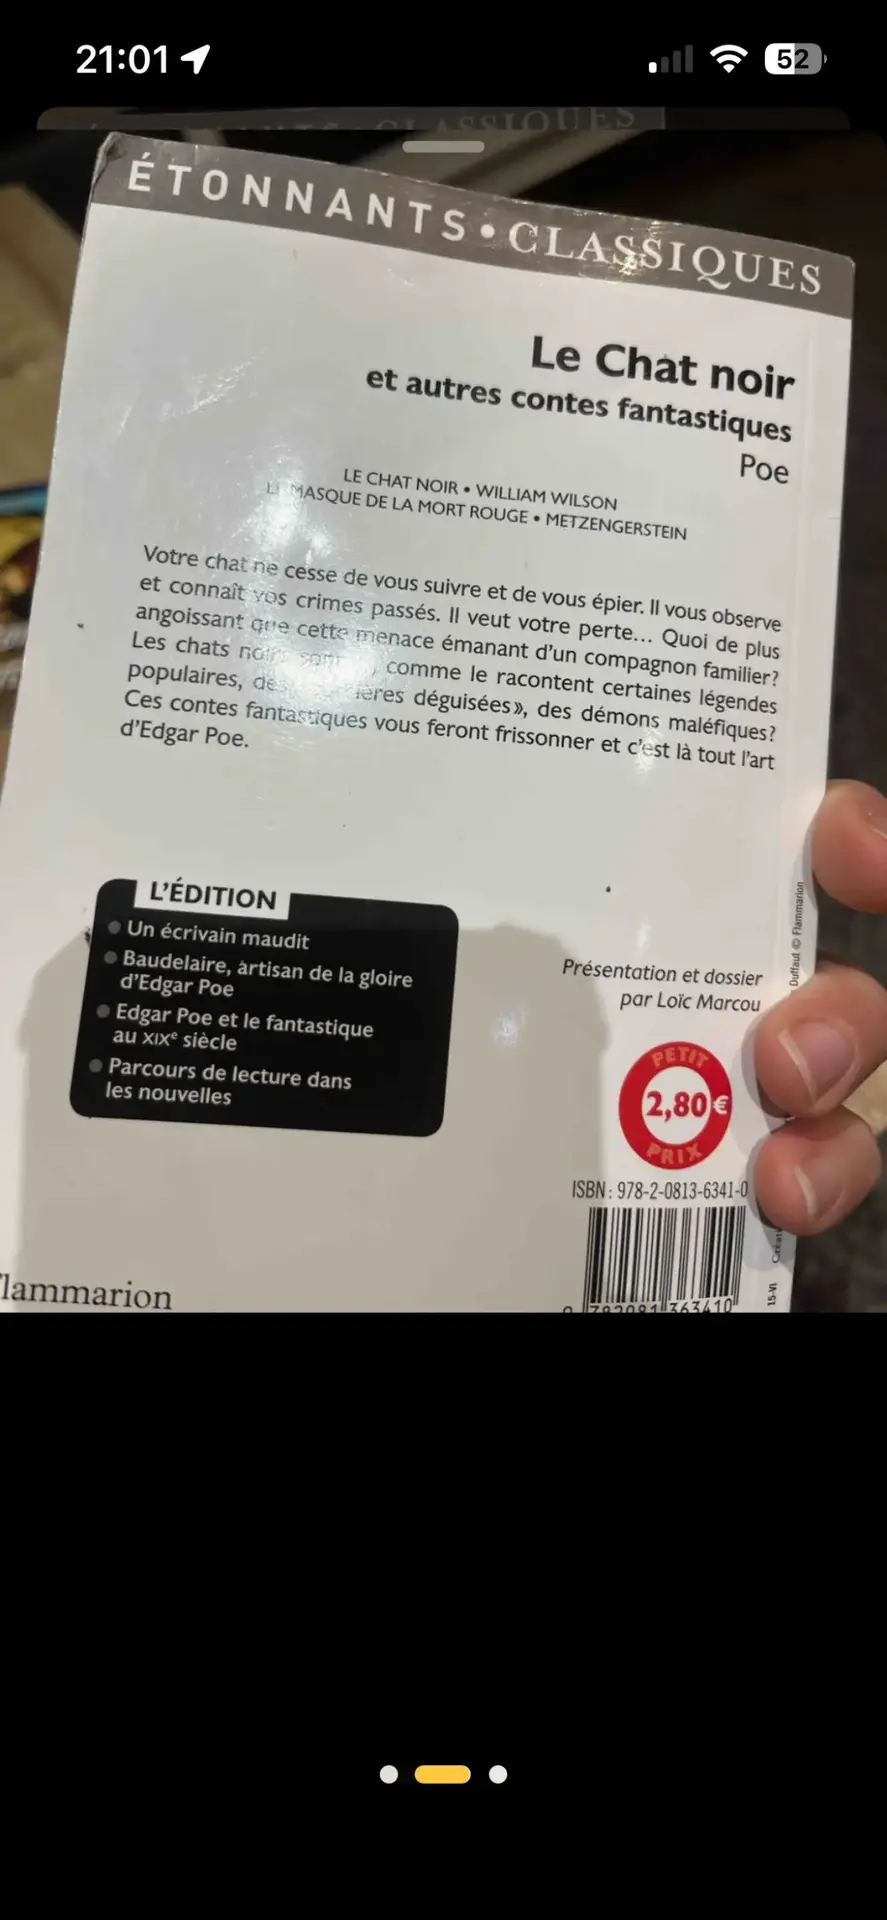 21:01
52
CLASSIQUES
ÉTONNANTS • CLASSIQUES
Le Chat noir
et autres contes fantastiques
Poe
LE CHAT NOIR • WILLIAM WILSON
MASQUE DE LA MORT ROUGE • METZENGERSTEIN
Votre chat ne cesse de vous suivre et de vous épier. Il vous observe
et connaît vos crimes passés. Il veut votre perte... Quoi de plus
angoissant que cette menace émanant d'un compagnon familier?
Les chats noirs comme le racontent certaines légendes
populaires, déguisées», des démons maléfiques?
Ces contes fantastiques vous feront frissonner et c'est là tout l'art
d'Edgar Poe.
L'ÉDITION
• Un écrivain maudit
• Baudelaire, artisan de la gloire
d'Edgar Poe
• Edgar Poe et le fantastique
au XIXe siècle
• Parcours de lecture dans
les nouvelles
Présentation et dossier
par Loïc Marcou
PETIT
2,80 €
PRIX
ISBN : 978-2-0813-6341-0
lammarion
Duffaut © Flammarion
15-VI